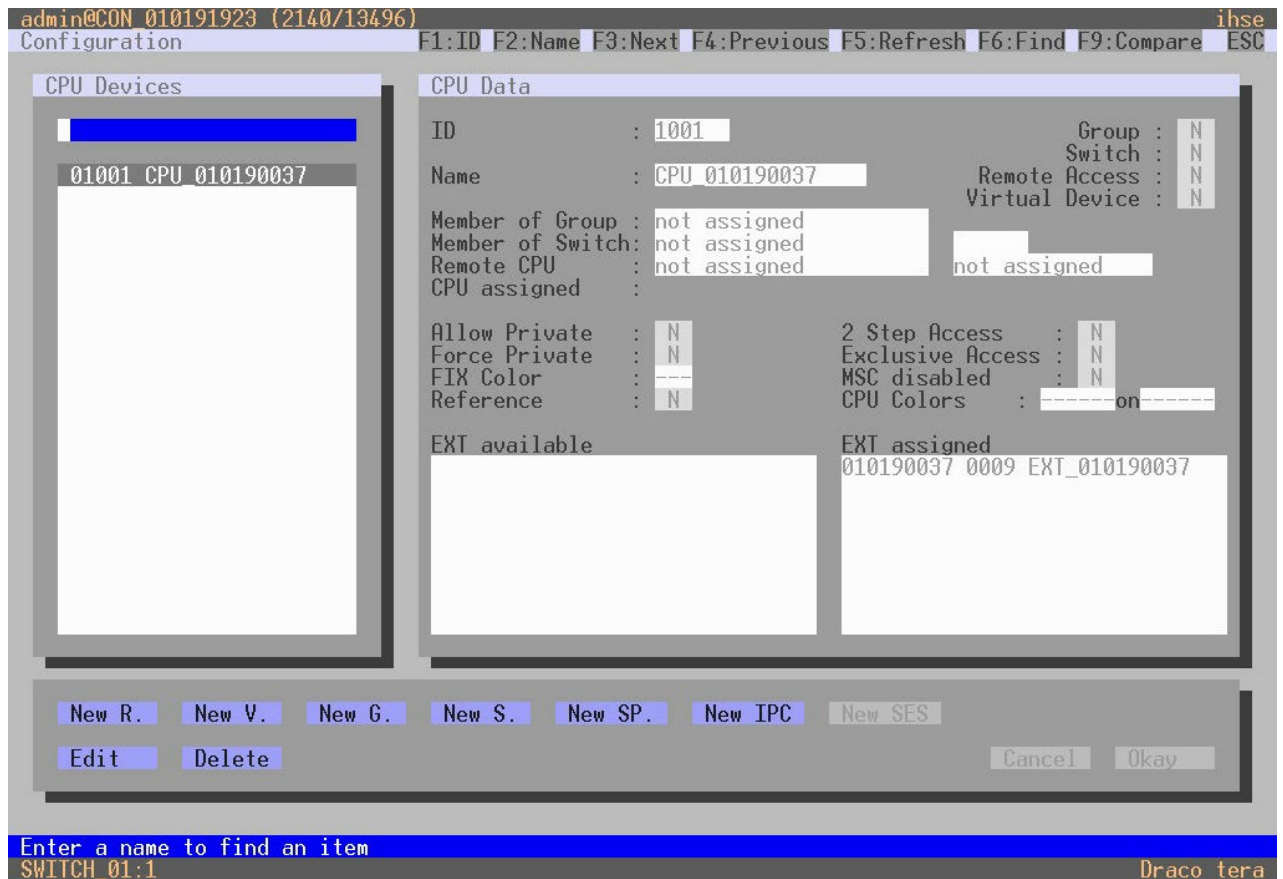 admin@CON_010191923 (2140/13496) ihse
Configuration F1:ID F2:Name F3:Next F4:Previous F5:Refresh F6:Find F9:Compare ESC
CPU Devices
01001 CPU_010190037
CPU Data
ID : 1001
Group : N
Switch : N
Name : CPU_010190037
Remote Access : N
Virtual Device : N
Member of Group : not assigned
Member of Switch: not assigned
Remote CPU : not assigned not assigned
CPU assigned :
Allow Private : N 2 Step Access : N
Force Private : N Exclusive Access : N
FIX Color : --- MSC disabled : N
Reference : N CPU Colors : ------on------
EXT available EXT assigned
010190037 0009 EXT_010190037
New R. New V. New G. New S. New SP. New IPC New SES
Edit Delete Cancel Okay
Enter a name to find an item
SWITCH_01:1 Draco tera